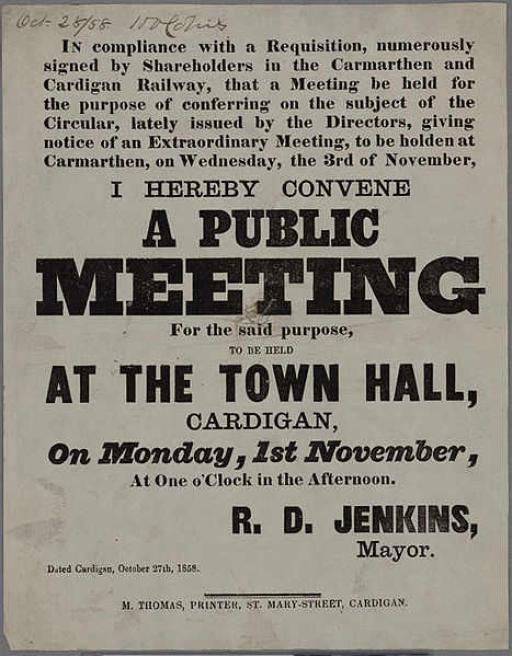 Oct. 28/58 100 Copies
IN compliance with a Requisition, numerously
signed by Shareholders in the Carmarthen and
Cardigan Railway, that a Meeting be held for
the purpose of conferring on the subject of the
Circular, lately issued by the Directors, giving
notice of an Extraordinary Meeting, to be holden at
Carmarthen, on Wednesday, the 3rd of November,
I HEREBY CONVENE
A PUBLIC
MEETING
For the said purpose,
TO BE HELD
AT THE TOWN HALL,
CARDIGAN,
On Monday, 1st November,
At One o'Clock in the Afternoon.
R. D. JENKINS,
Mayor.
Dated Cardigan, October 27th, 1858.
M. THOMAS, PRINTER, ST. MARY-STREET, CARDIGAN.